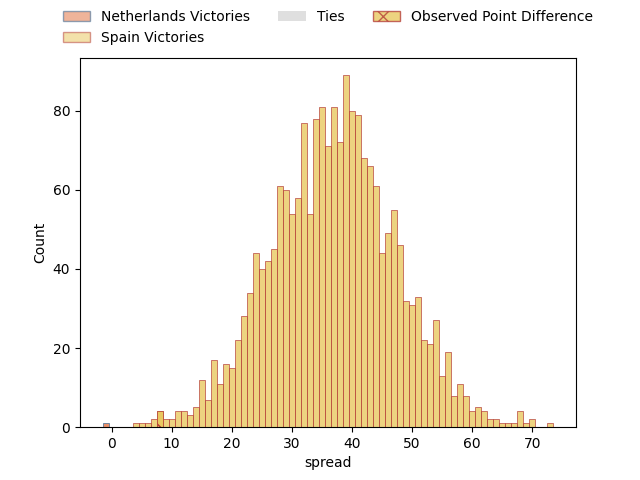 Netherlands Victories
Spain Victories
Ties
Observed Point Difference
Count
80
60
40
20
0
0 10 20 30 40 50 60 70
spread